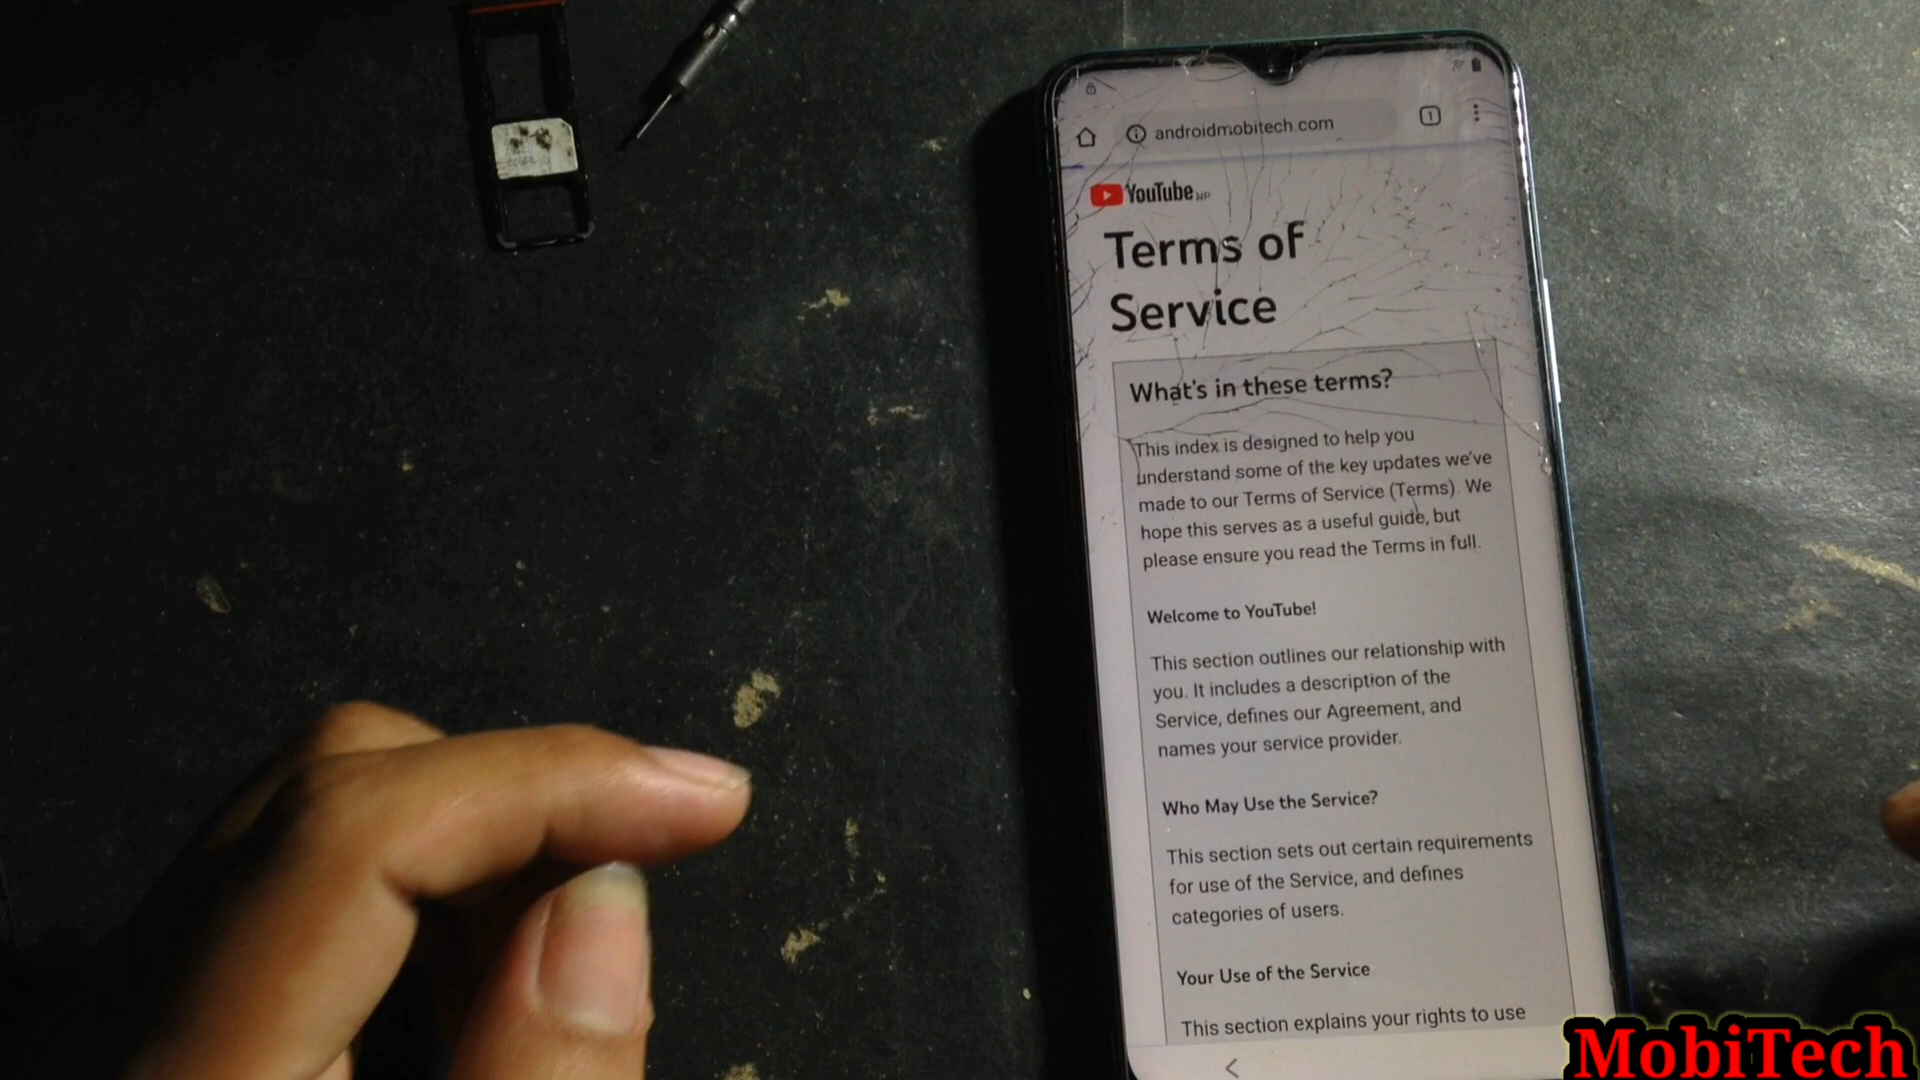 androidmobitech.com
1
YouTube NP
Terms of
Service
What's in these terms?
This index is designed to help you
understand some of the key updates we've
made to our Terms of Service (Terms). We
hope this serves as a useful guide, but
please ensure you read the Terms in full.
Welcome to YouTube!
This section outlines our relationship with
you. It includes a description of the
Service, defines our Agreement, and
names your service provider.
Who May Use the Service?
This section sets out certain requirements
for use of the Service, and defines
categories of users.
Your Use of the Service
This section explains your rights to use
MobiTech